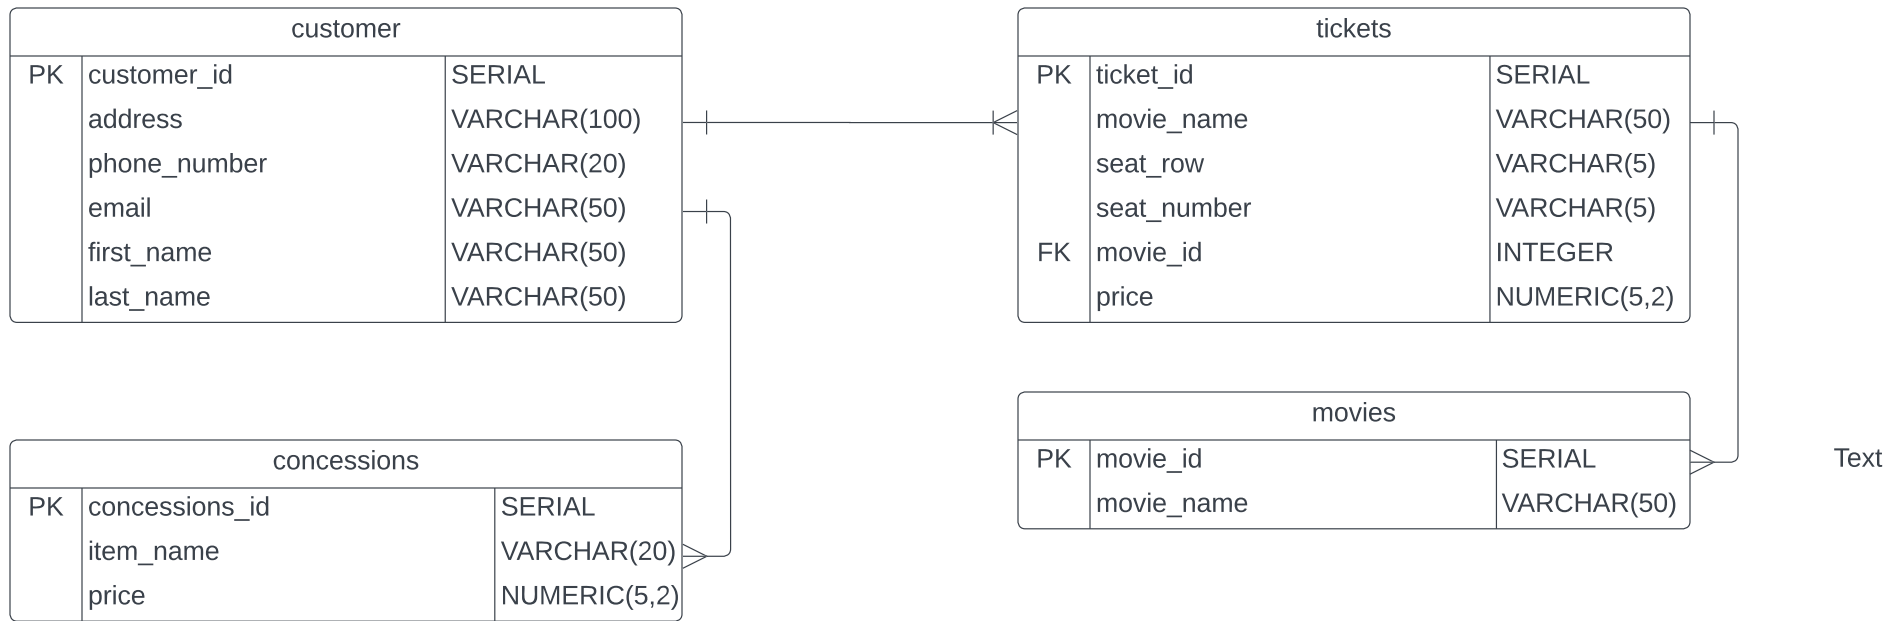 customer
PK customer_id SERIAL
address VARCHAR(100)
phone_number VARCHAR(20)
email VARCHAR(50)
first_name VARCHAR(50)
last_name VARCHAR(50)
tickets
PK ticket_id SERIAL
movie_name VARCHAR(50)
seat_row VARCHAR(5)
seat_number VARCHAR(5)
FK movie_id INTEGER
price NUMERIC(5,2)
concessions
PK concessions_id SERIAL
item_name VARCHAR(20)
price NUMERIC(5,2)
movies
PK movie_id SERIAL
movie_name VARCHAR(50)
Text